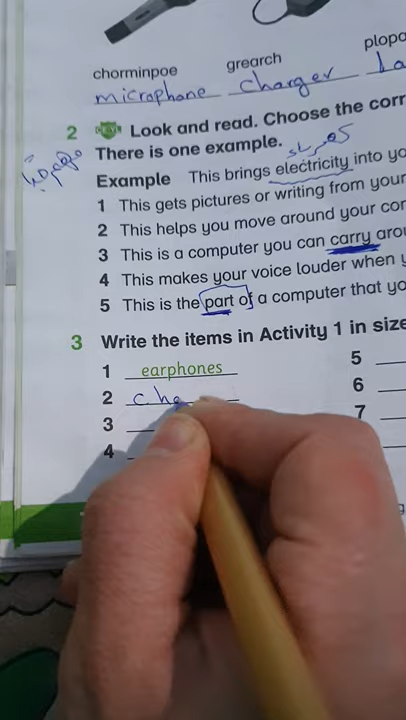 chorminpoe grearch plopa
microphone charger la
2 Look and read. Choose the corr
There is one example.
Example This brings electricity into yo
1 This gets pictures or writing from your
2 This helps you move around your cor
3 This is a computer you can carry arou
4 This makes your voice louder when y
5 This is the part of a computer that yo
3 Write the items in Activity 1 in size
1 earphones
2 cha
3
4
5
6
7